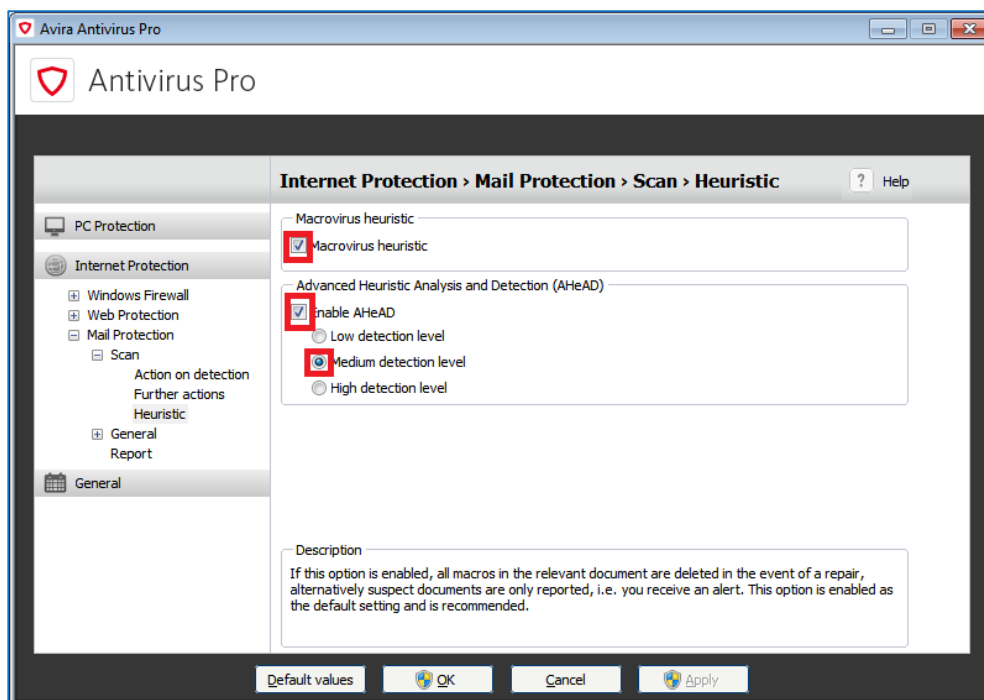 Avira Antivirus Pro
Antivirus Pro
Internet Protection › Mail Protection › Scan › Heuristic
? Help
PC Protection
Internet Protection
Windows Firewall
Web Protection
Mail Protection
Scan
Action on detection
Further actions
Heuristic
General
Report
General
Macrovirus heuristic
Macrovirus heuristic
Advanced Heuristic Analysis and Detection (AHeAD)
Enable AHeAD
Low detection level
Medium detection level
High detection level
Description
If this option is enabled, all macros in the relevant document are deleted in the event of a repair,
alternatively suspect documents are only reported, i.e. you receive an alert. This option is enabled as
the default setting and is recommended.
Default values
OK
Cancel
Apply